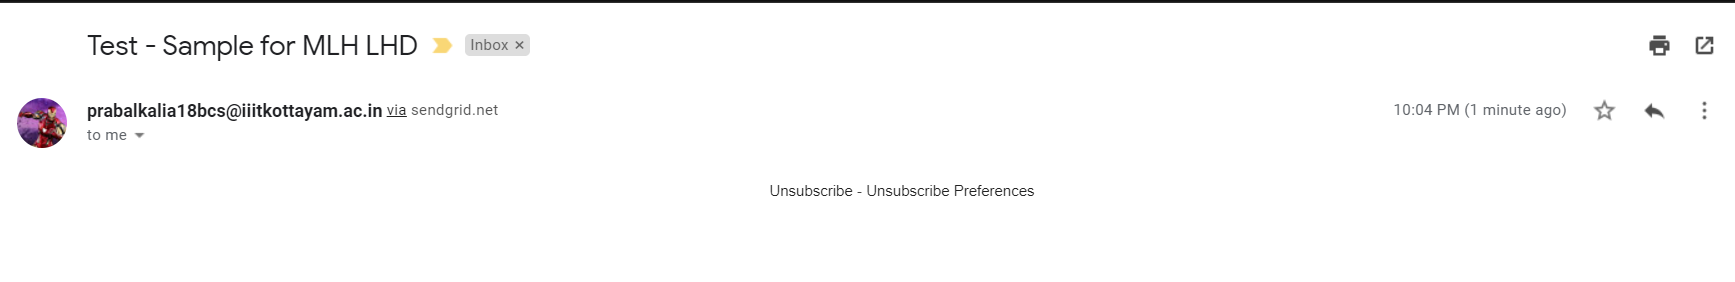 Test - Sample for MLH LHD Inbox ×
prabalkalia18bcs@iiitkottayam.ac.in via sendgrid.net 10:04 PM (1 minute ago)
to me
Unsubscribe - Unsubscribe Preferences